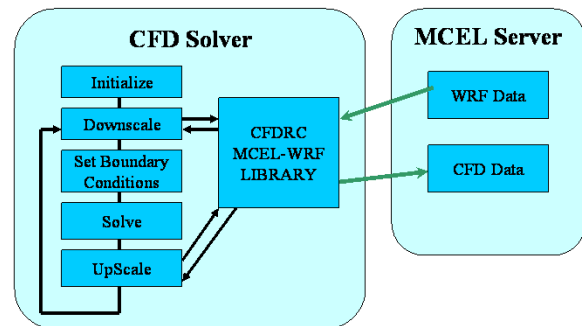 CFD Solver
Initialize
Downscale
Set Boundary
Conditions
Solve
UpScale
CFDRC
MCEL-WRF
LIBRARY
MCEL Server
WRF Data
CFD Data